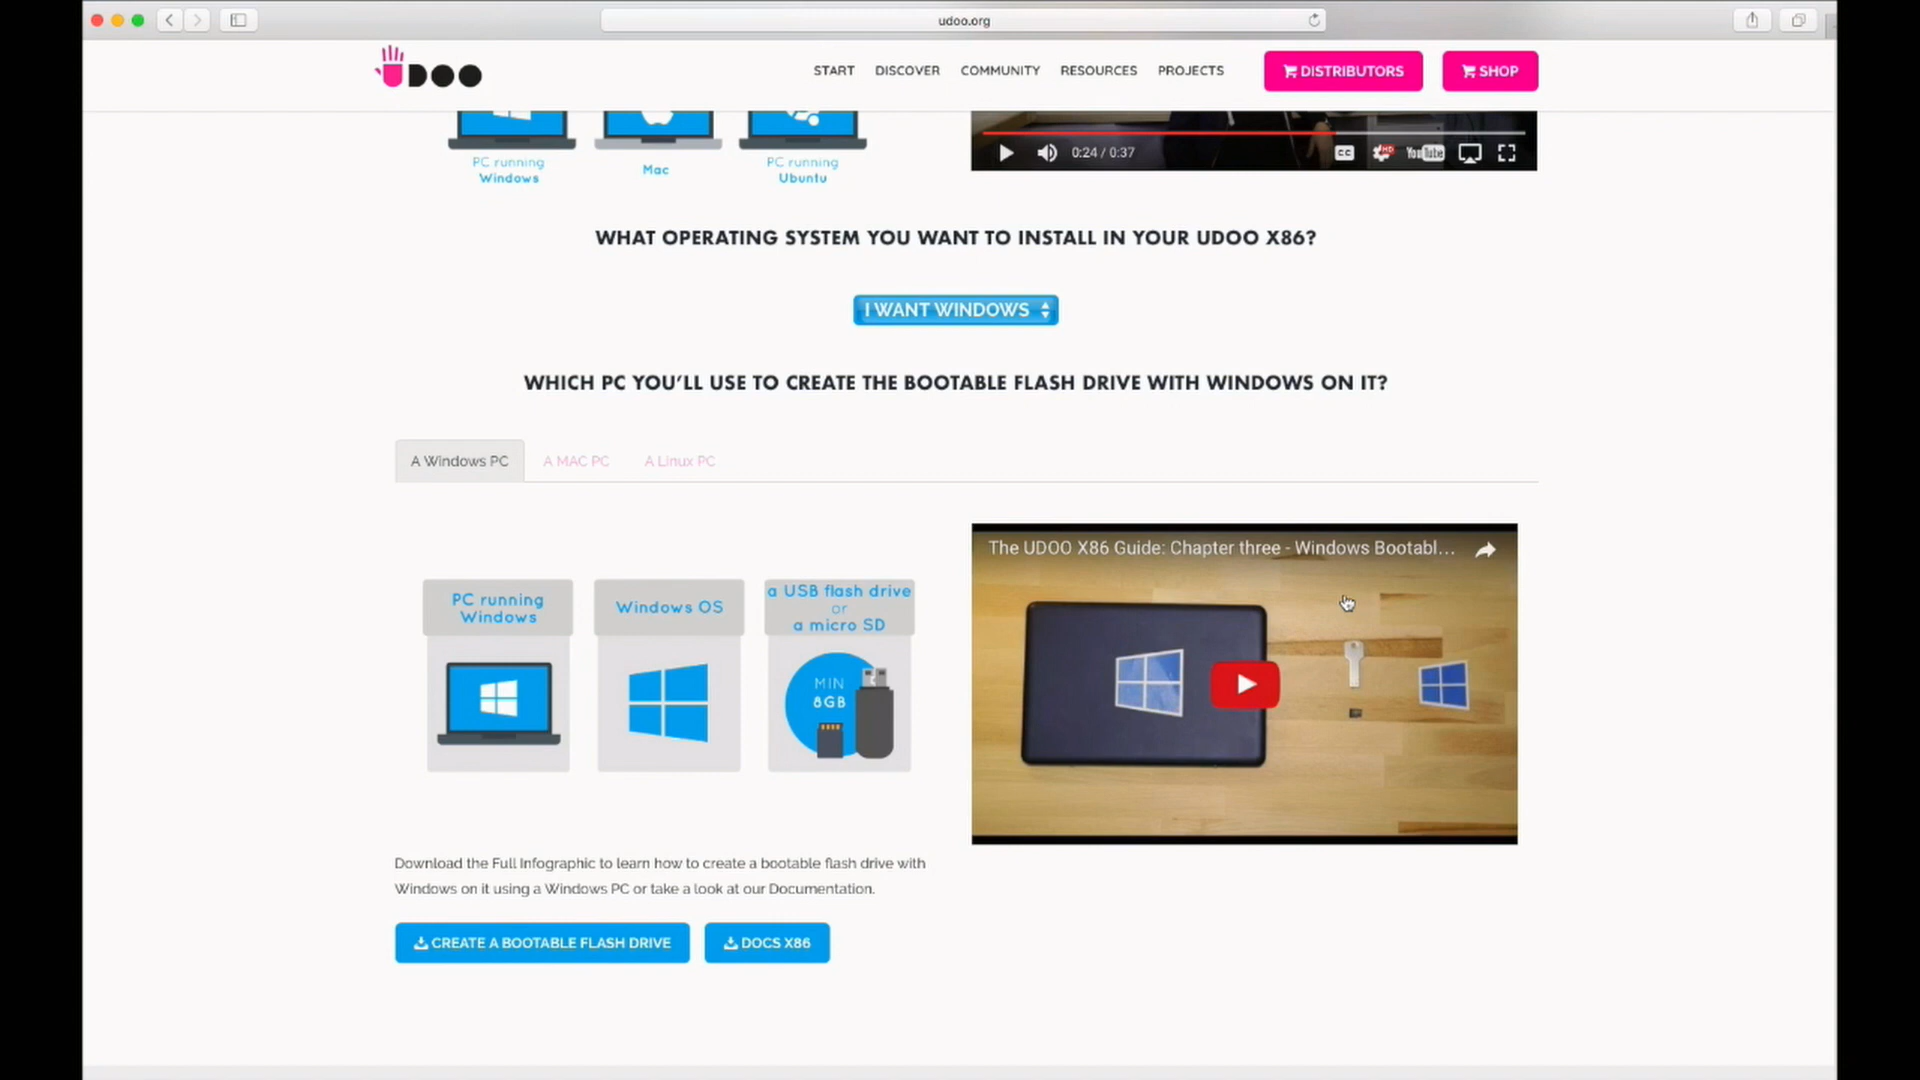 udoo.org
UDOO
START DISCOVER COMMUNITY RESOURCES PROJECTS DISTRIBUTORS SHOP
PC running
Windows
Mac
PC running
Ubuntu
0:24 / 0:37
CC
HD
YouTube
WHAT OPERATING SYSTEM YOU WANT TO INSTALL IN YOUR UDOO X86?
I WANT WINDOWS
WHICH PC YOU'LL USE TO CREATE THE BOOTABLE FLASH DRIVE WITH WINDOWS ON IT?
A Windows PC A MAC PC A Linux PC
PC running
Windows
Windows OS
a USB flash drive
or
a micro SD
MIN
8GB
The UDOO X86 Guide: Chapter three - Windows Bootabl...
Download the Full Infographic to learn how to create a bootable flash drive with
Windows on it using a Windows PC or take a look at our Documentation.
CREATE A BOOTABLE FLASH DRIVE DOCS X86